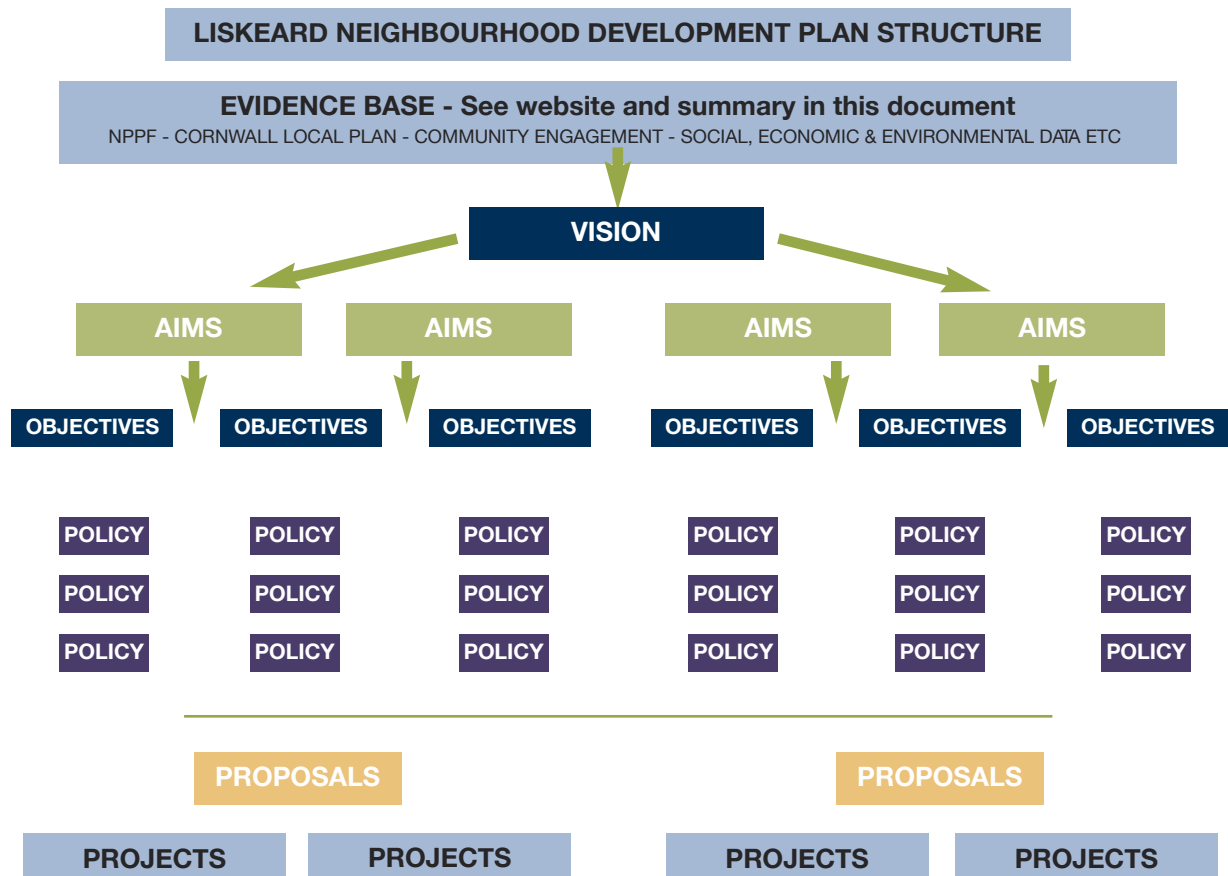 LISKEARD NEIGHBOURHOOD DEVELOPMENT PLAN STRUCTURE
EVIDENCE BASE - See website and summary in this document
NPPF - CORNWALL LOCAL PLAN - COMMUNITY ENGAGEMENT - SOCIAL, ECONOMIC & ENVIRONMENTAL DATA ETC
VISION
AIMS AIMS AIMS AIMS
OBJECTIVES OBJECTIVES OBJECTIVES OBJECTIVES OBJECTIVES OBJECTIVES
POLICY POLICY POLICY POLICY POLICY POLICY
POLICY POLICY POLICY POLICY POLICY POLICY
POLICY POLICY POLICY POLICY POLICY POLICY
PROPOSALS PROPOSALS
PROJECTS PROJECTS PROJECTS PROJECTS